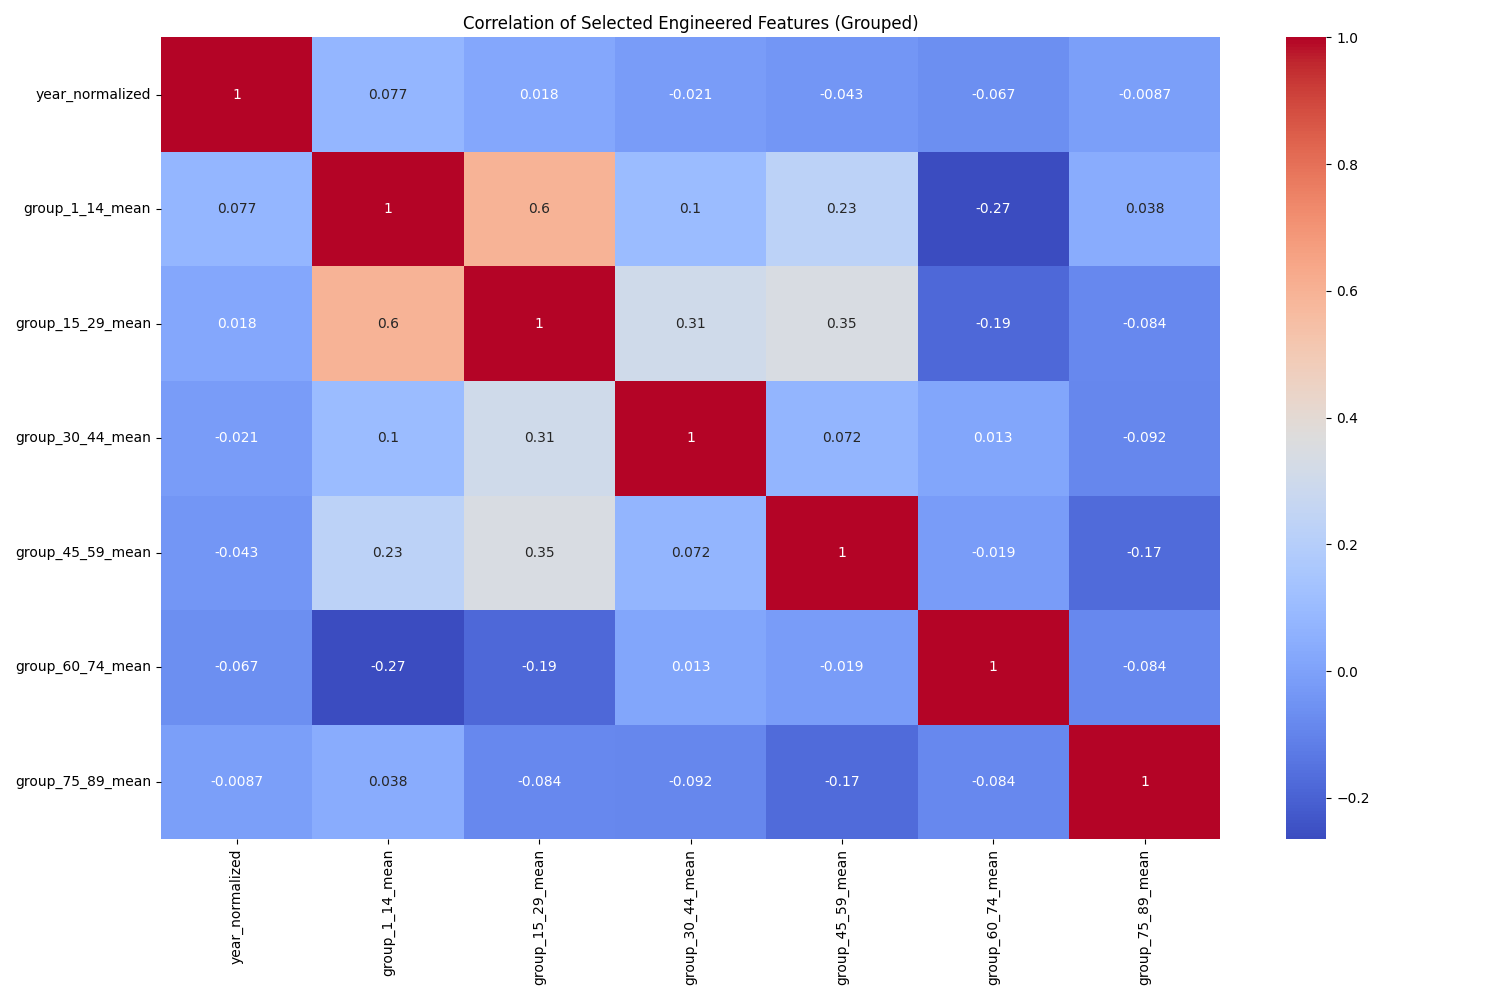 Correlation of Selected Engineered Features (Grouped)
year_normalized 1 0.077 0.018 -0.021 -0.043 -0.067 -0.0087
group_1_14_mean 0.077 1 0.6 0.1 0.23 -0.27 0.038
group_15_29_mean 0.018 0.6 1 0.31 0.35 -0.19 -0.084
group_30_44_mean -0.021 0.1 0.31 1 0.072 0.013 -0.092
group_45_59_mean -0.043 0.23 0.35 0.072 1 -0.019 -0.17
group_60_74_mean -0.067 -0.27 -0.19 0.013 -0.019 1 -0.084
group_75_89_mean -0.0087 0.038 -0.084 -0.092 -0.17 -0.084 1
year_normalized
group_1_14_mean
group_15_29_mean
group_30_44_mean
group_45_59_mean
group_60_74_mean
group_75_89_mean
1.0
0.8
0.6
0.4
0.2
0.0
−0.2